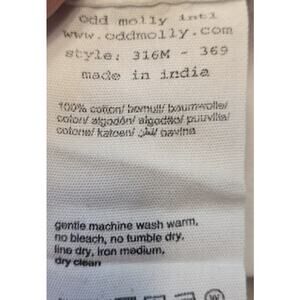 odd molly intl
www.oddmolly.com
style: 316M - 369
made in india
100% cotton/ bomull/ baumwolle/
coton/ algodón/ algodão/ puuvilla/
cotone/ katoen/ قطن/ bavlna
gentle machine wash warm,
no bleach, no tumble dry,
line dry, iron medium,
dry clean
W